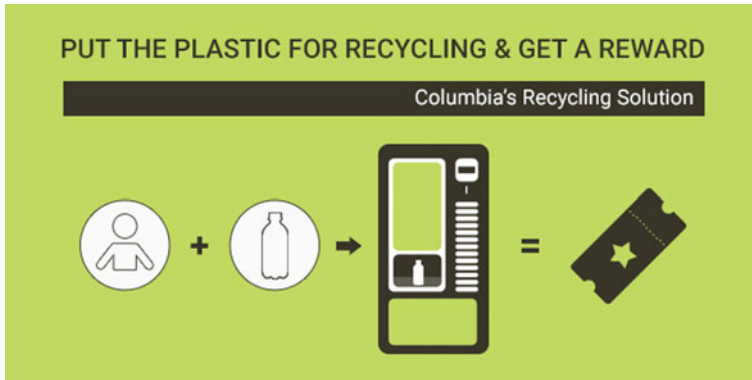 PUT THE PLASTIC FOR RECYCLING & GET A REWARD
Columbia's Recycling Solution